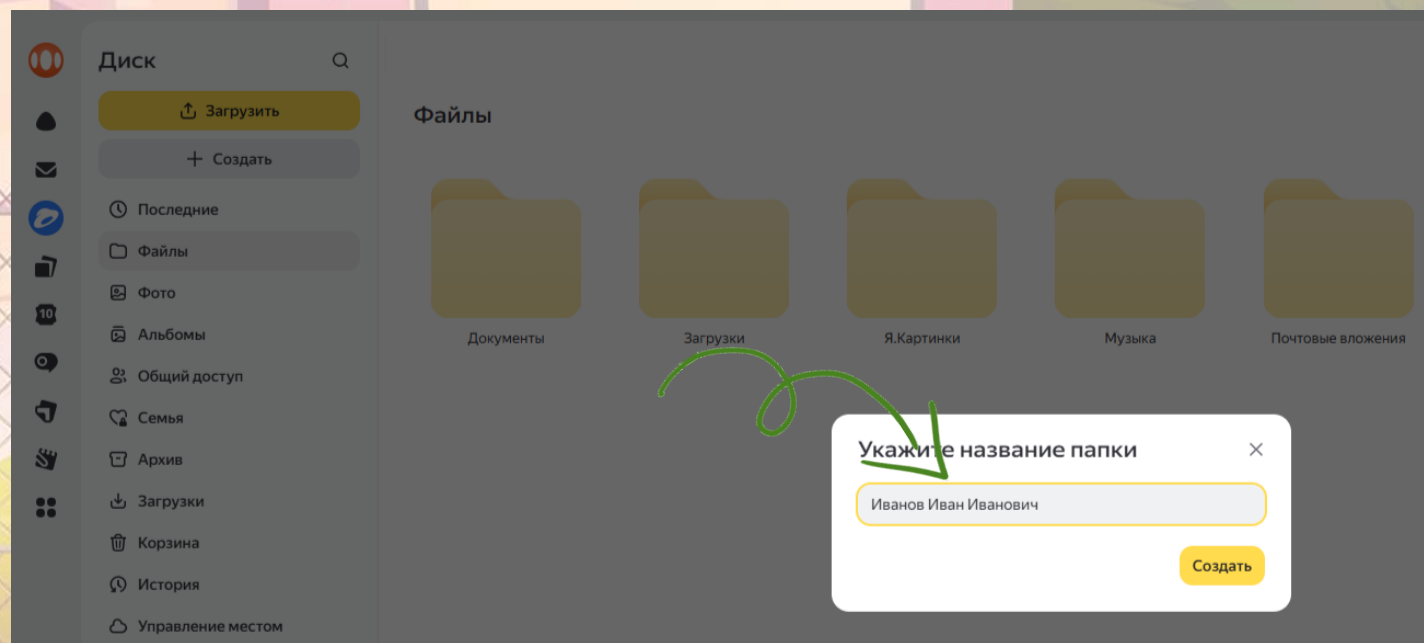 Диск
Загрузить
Создать
Последние
Файлы
Фото
Альбомы
Общий доступ
Семья
Архив
Загрузки
Корзина
История
Управление местом
10
Файлы
Документы
Загрузки
Я.Картинки
Музыка
Почтовые вложения
Укажите название папки
Иванов Иван Иванович
Создать